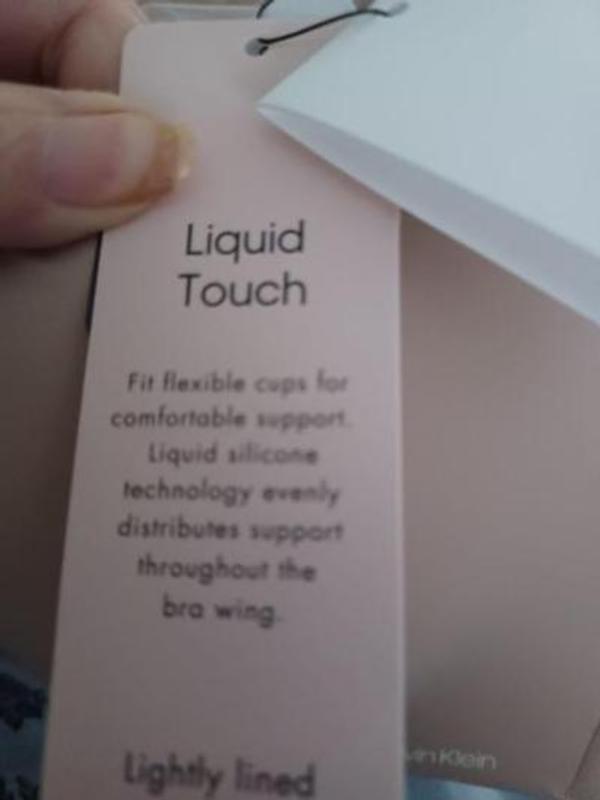 Liquid
Touch
Fit flexible cups for
comfortable support.
Liquid silicone
technology evenly
distributes support
throughout the
bra wing.
Lightly lined
Klein